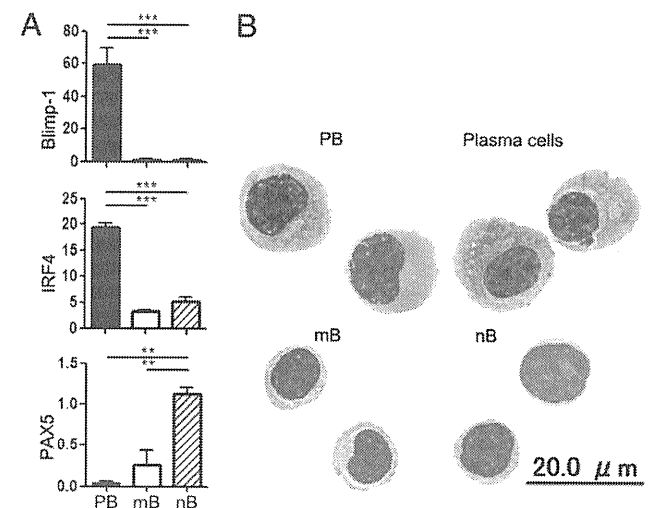 A
B
***
***
80
60
40
20
0
Blimp-1
***
***
25
20
15
10
5
0
IRF4
**
**
1.5
1.0
0.5
0.0
PAX5
PB mB nB
PB
Plasma cells
mB
nB
20.0 μm